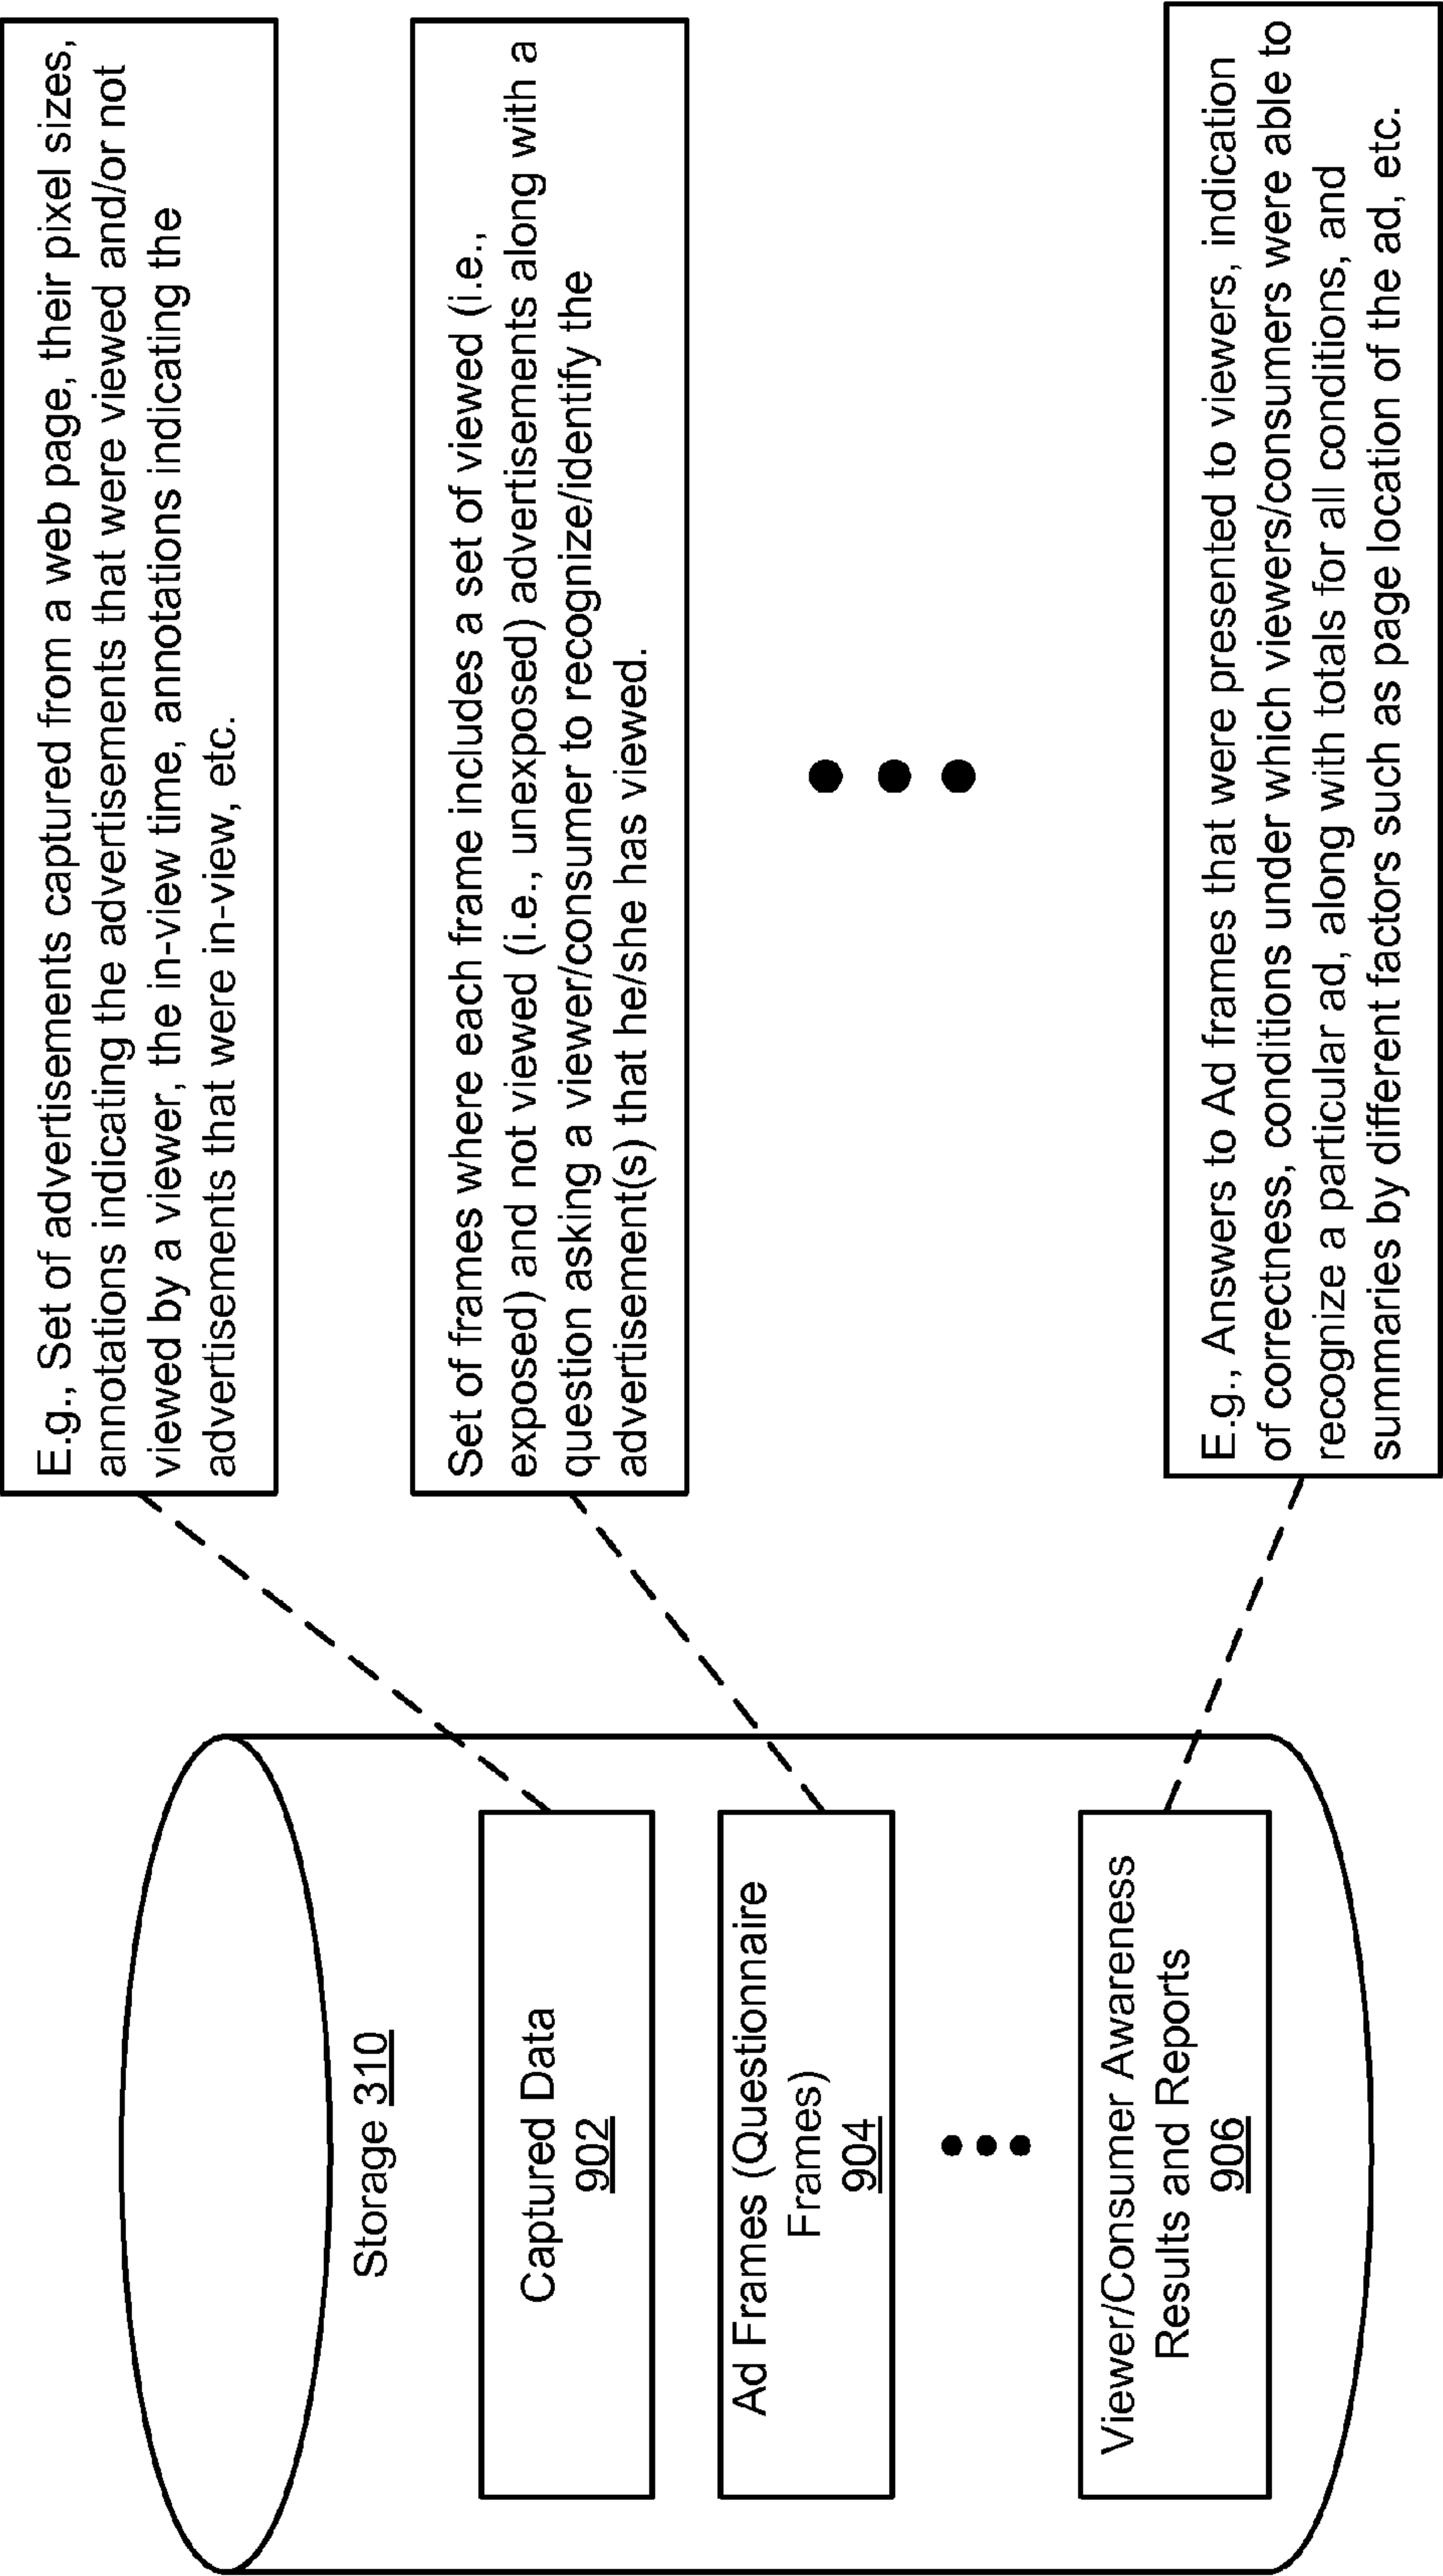 Storage 310
Captured Data
902
Ad Frames (Questionnaire
Frames)
904
Viewer/Consumer Awareness
Results and Reports
906
E.g., Set of advertisements captured from a web page, their pixel sizes,
annotations indicating the advertisements that were viewed and/or not
viewed by a viewer, the in-view time, annotations indicating the
advertisements that were in-view, etc.
Set of frames where each frame includes a set of viewed (i.e.,
exposed) and not viewed (i.e., unexposed) advertisements along with a
question asking a viewer/consumer to recognize/identify the
advertisement(s) that he/she has viewed.
E.g., Answers to Ad frames that were presented to viewers, indication
of correctness, conditions under which viewers/consumers were able to
recognize a particular ad, along with totals for all conditions, and
summaries by different factors such as page location of the ad, etc.